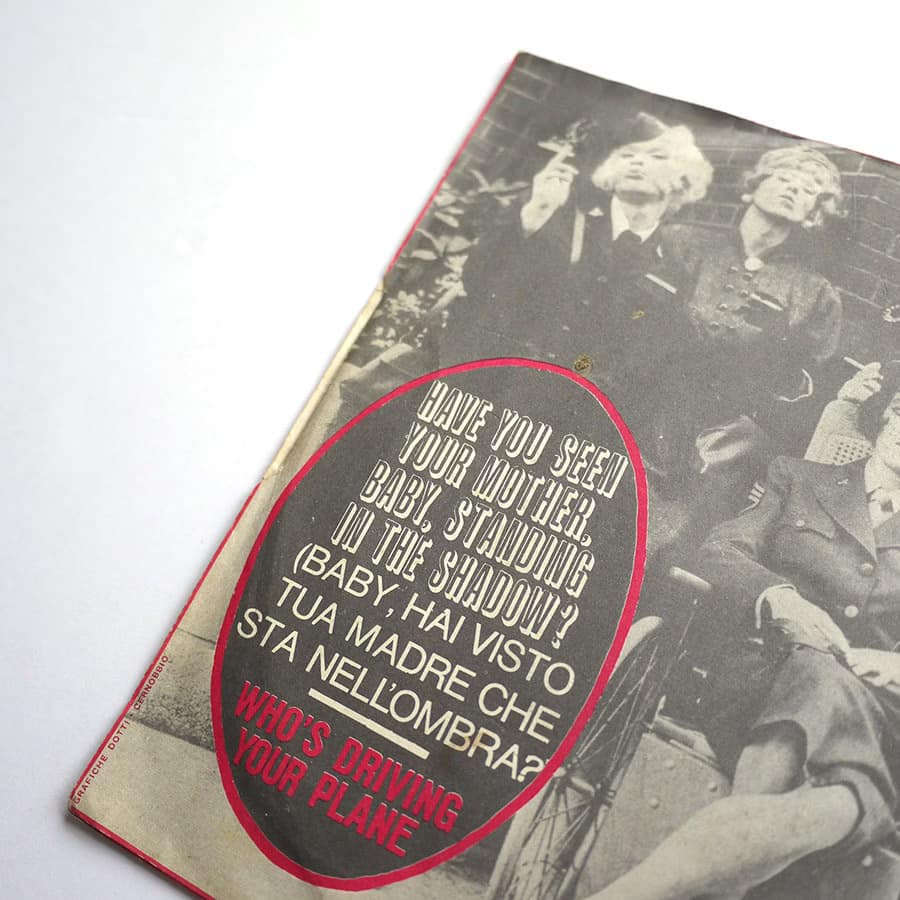 HAVE YOU SEEN
YOUR MOTHER,
BABY, STANDING
IN THE SHADOW?
(BABY, HAI VISTO
TUA MADRE CHE
STA NELL'OMBRA?
WHO'S DRIVING
YOUR PLANE
GRAFICHE DOTTI CERNOBBIO